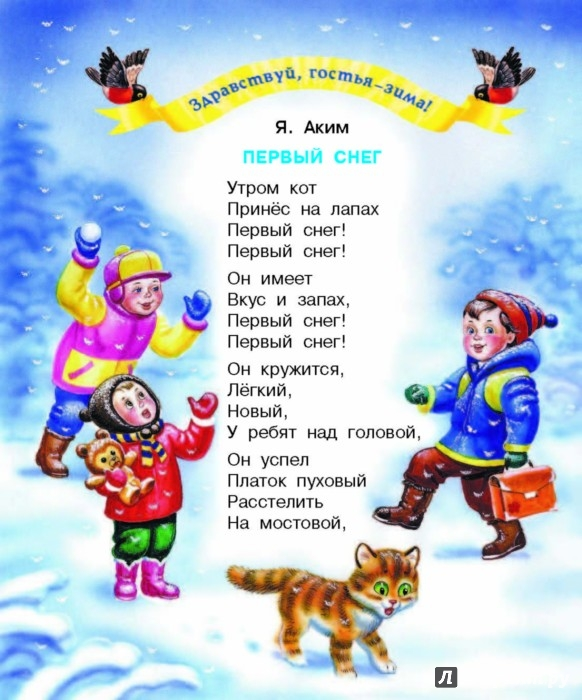 Здравствуй, гостья-зима!
Я. Аким
ПЕРВЫЙ СНЕГ
Утром кот
Принёс на лапах
Первый снег!
Первый снег!
Он имеет
Вкус и запах,
Первый снег!
Первый снег!
Он кружится,
Лёгкий,
Новый,
У ребят над головой,
Он успел
Платок пуховый
Расстелить
На мостовой,
Л